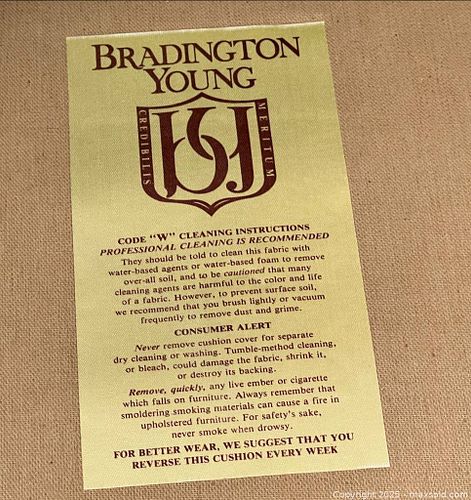 BRADINGTON
YOUNG
CREDIBILIS
MERITUM
CODE "W" CLEANING INSTRUCTIONS
PROFESSIONAL CLEANING IS RECOMMENDED
They should be told to clean this fabric with
water-based agents or water-based foam to remove
over-all soil, and to be cautioned that many
cleaning agents are harmful to the color and life
of a fabric. However, to prevent surface soil,
we recommend that you brush lightly or vacuum
frequently to remove dust and grime.
CONSUMER ALERT
Never remove cushion cover for separate
dry cleaning or washing. Tumble-method cleaning,
or bleach, could damage the fabric, shrink it,
or destroy its backing.
Remove, quickly, any live ember or cigarette
which falls on furniture. Always remember that
smoldering smoking materials can cause a fire in
upholstered furniture. For safety's sake,
never smoke when drowsy.
FOR BETTER WEAR, WE SUGGEST THAT YOU
REVERSE THIS CUSHION EVERY WEEK
Copyright 2025 - maxsold.com